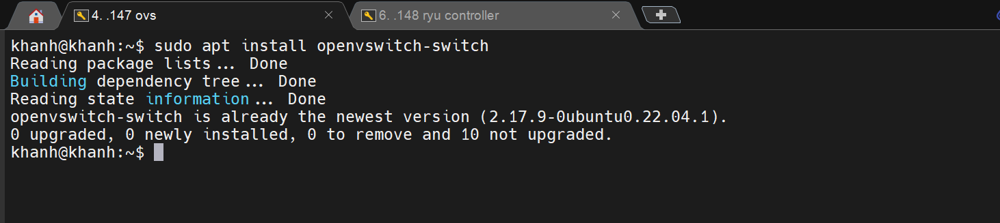 4. .147 ovs
6. .148 ryu controller
khanh@khanh:~$ sudo apt install openvswitch-switch
Reading package lists... Done
Building dependency tree... Done
Reading state information... Done
openvswitch-switch is already the newest version (2.17.9-0ubuntu0.22.04.1).
0 upgraded, 0 newly installed, 0 to remove and 10 not upgraded.
khanh@khanh:~$